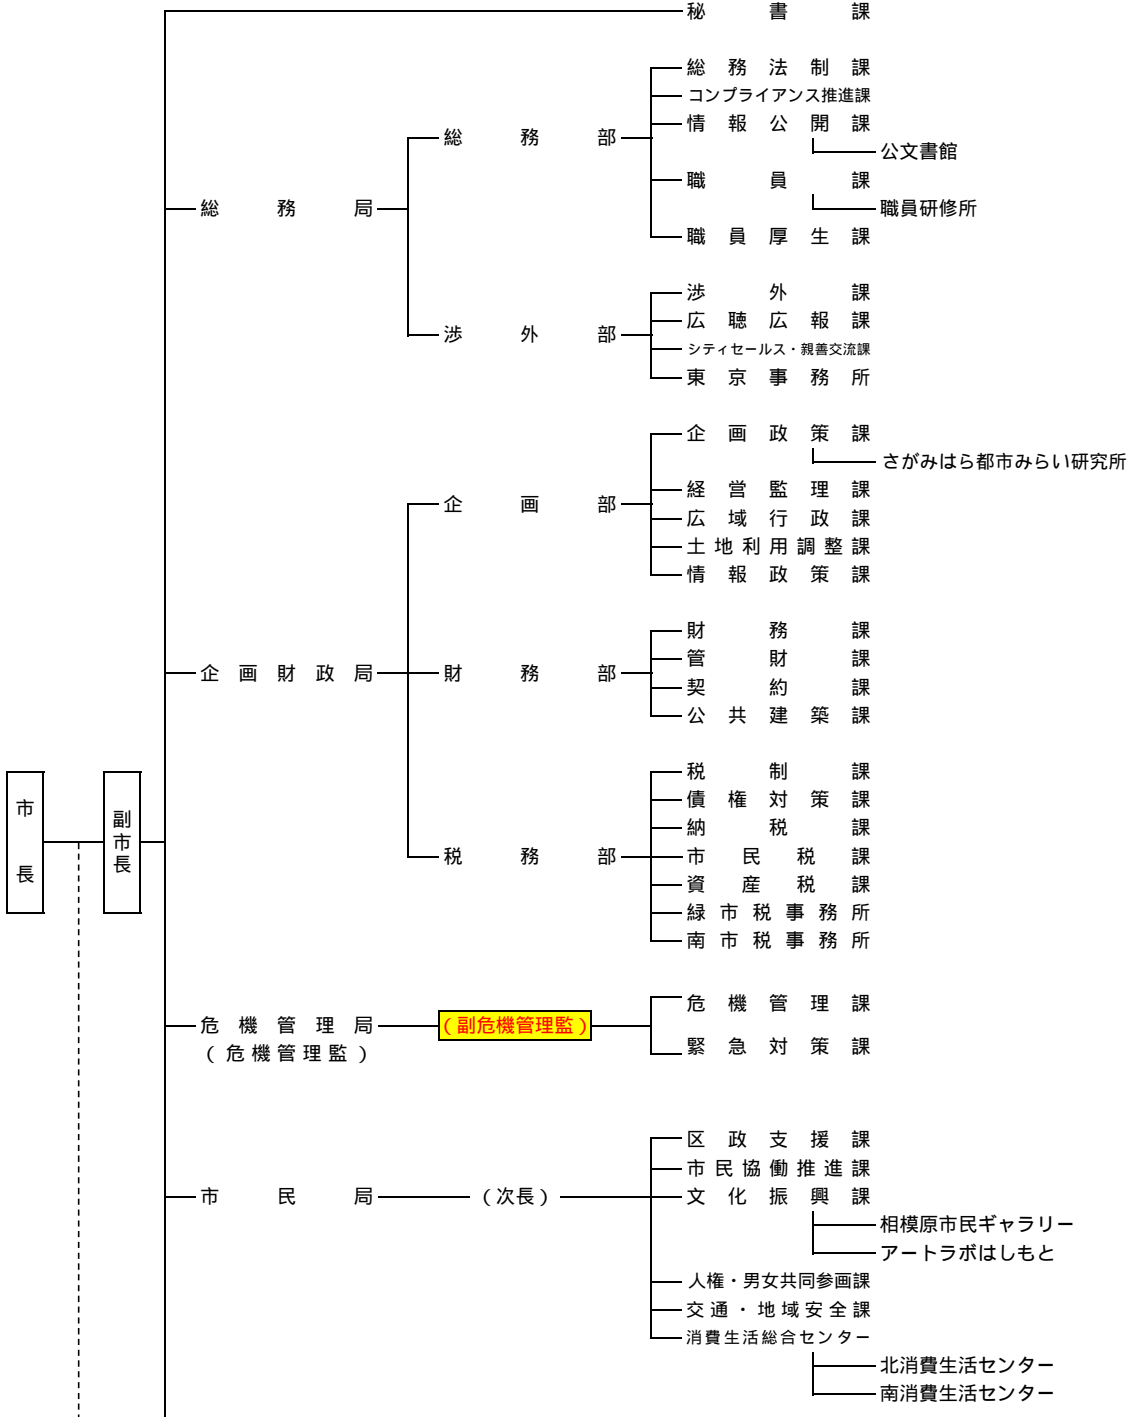 秘書課
総務法制課
コンプライアンス推進課
情報公開課
総務部
公文書館
職員課
総務局
職員研修所
職員厚生課
渉外課
広聴広報課
渉外部
シティセールス・親善交流課
東京事務所
企画政策課
さがみはら都市みらい研究所
経営監理課
企画部
広域行政課
土地利用調整課
情報政策課
財務課
管財課
企画財政局
財務部
契約課
公共建築課
税制課
債権対策課
納税課
市長
副市長
税務部
市民税課
資産税課
緑市税事務所
南市税事務所
危機管理課
危機管理局
(副危機管理監)
緊急対策課
(危機管理監)
区政支援課
市民協働推進課
市民局
(次長)
文化振興課
相模原市民ギャラリー
アートラボはしもと
人権・男女共同参画課
交通・地域安全課
消費生活総合センター
北消費生活センター
南消費生活センター